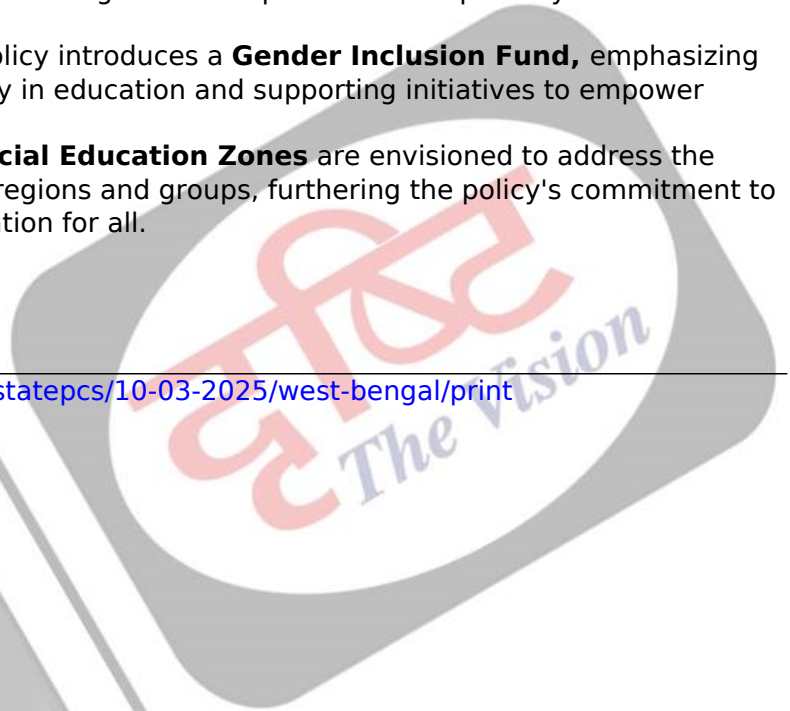 olicy introduces a Gender Inclusion Fund, emphasizing
y in education and supporting initiatives to empower
cial Education Zones are envisioned to address the
regions and groups, furthering the policy's commitment to
tion for all.
statepcs/10-03-2025/west-bengal/print
दृष्टि
The Vision